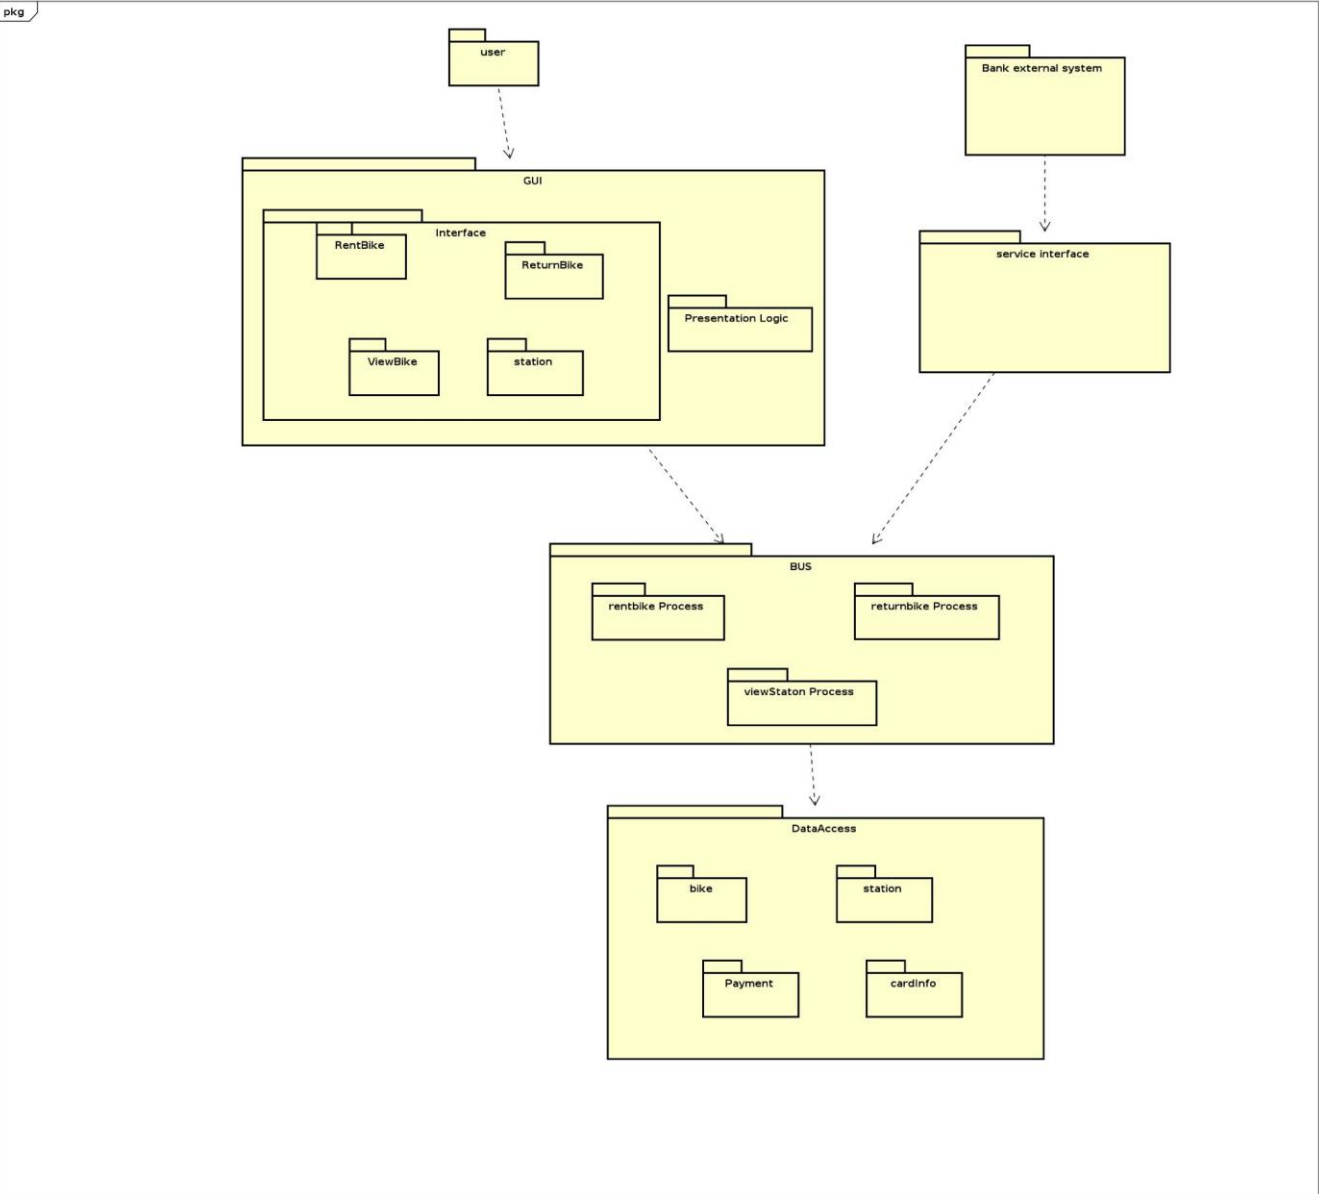 pkg
user
Bank external system
GUI
Interface
RentBike
ReturnBike
service interface
Presentation Logic
ViewBike
station
BUS
rentbike Process
returnbike Process
viewStaton Process
DataAccess
bike
station
Payment
cardInfo